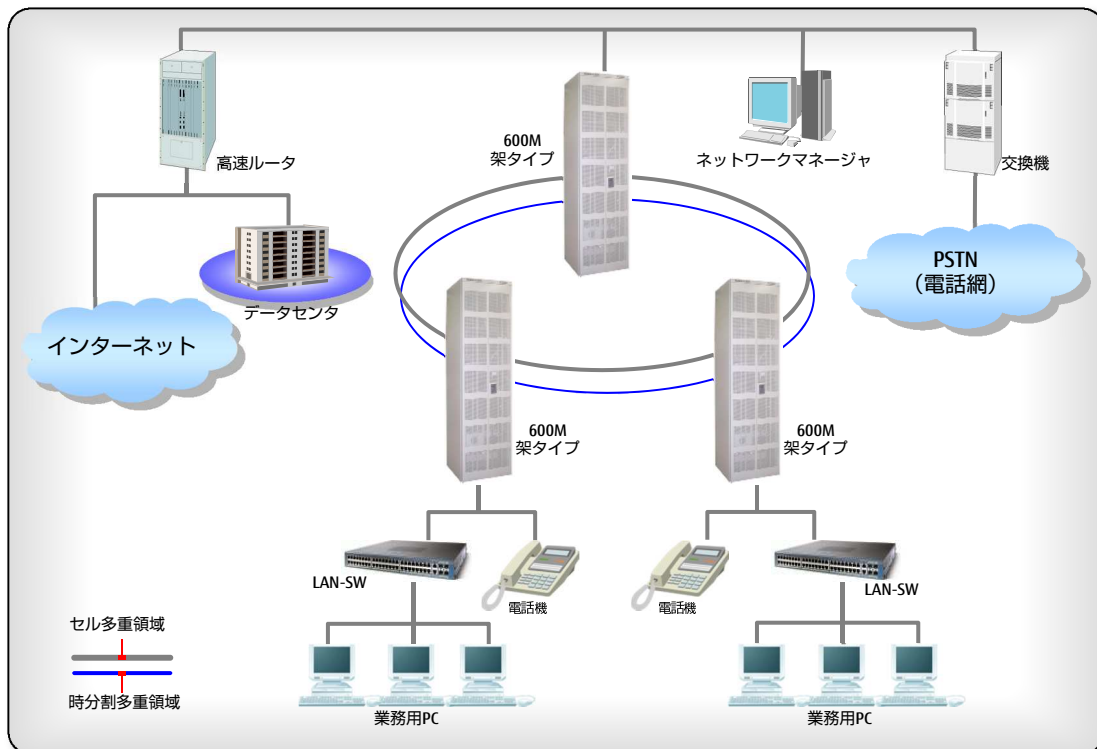 600M
架タイプ
高速ルータ
ネットワークマネージャ
交換機
PSTN
（電話網）
データセンタ
インターネット
600M
架タイプ
600M
架タイプ
LAN-SW
電話機
電話機
LAN-SW
セル多重領域
時分割多重領域
業務用PC
業務用PC